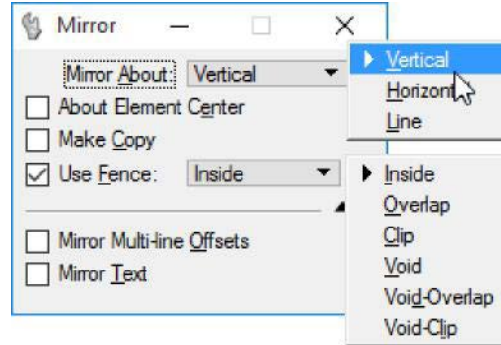 Mirror
Mirror About: Vertical
About Element Center
Make Copy
Use Fence: Inside
Mirror Multi-line Offsets
Mirror Text
Vertical
Horizont
Line
Inside
Overlap
Clip
Void
Void-Overlap
Void-Clip